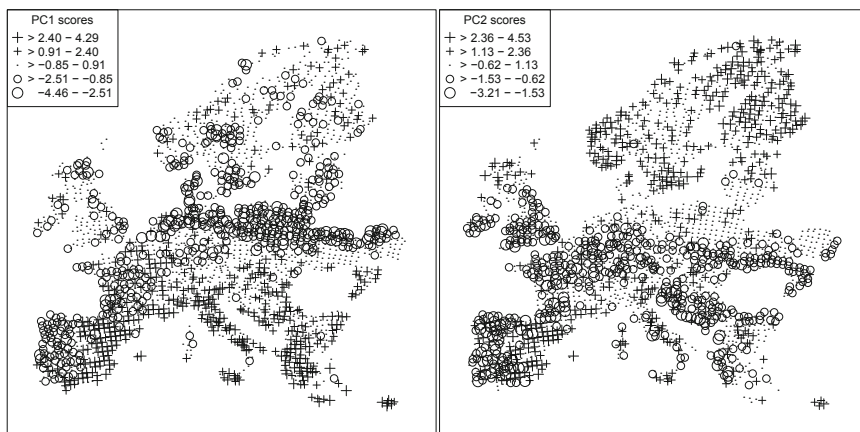 PC1 scores
> 2.40 − 4.29
> 0.91 − 2.40
> −0.85 − 0.91
> −2.51 − −0.85
−4.46 − −2.51
PC2 scores
> 2.36 − 4.53
> 1.13 − 2.36
> −0.62 − 1.13
> −1.53 − −0.62
−3.21 − −1.53